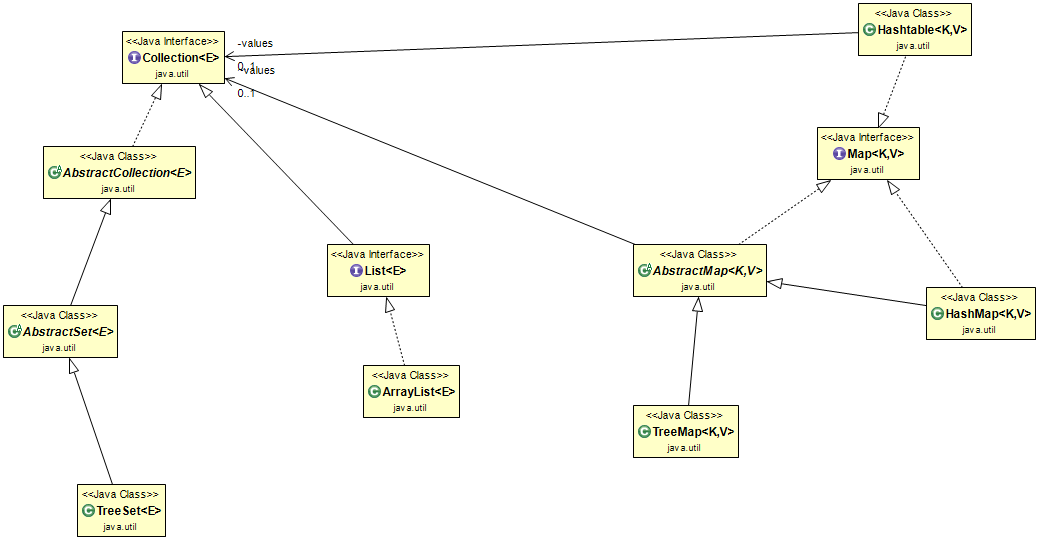 <<Java Class>>
Hashtable<K,V>
java.util
<<Java Interface>>
Collection<E>
java.util
-values
0..1
~values
0..1
<<Java Interface>>
Map<K,V>
java.util
<<Java Class>>
AbstractCollection<E>
java.util
<<Java Interface>>
List<E>
java.util
<<Java Class>>
AbstractMap<K,V>
java.util
<<Java Class>>
HashMap<K,V>
java.util
<<Java Class>>
AbstractSet<E>
java.util
<<Java Class>>
ArrayList<E>
java.util
<<Java Class>>
TreeMap<K,V>
java.util
<<Java Class>>
TreeSet<E>
java.util